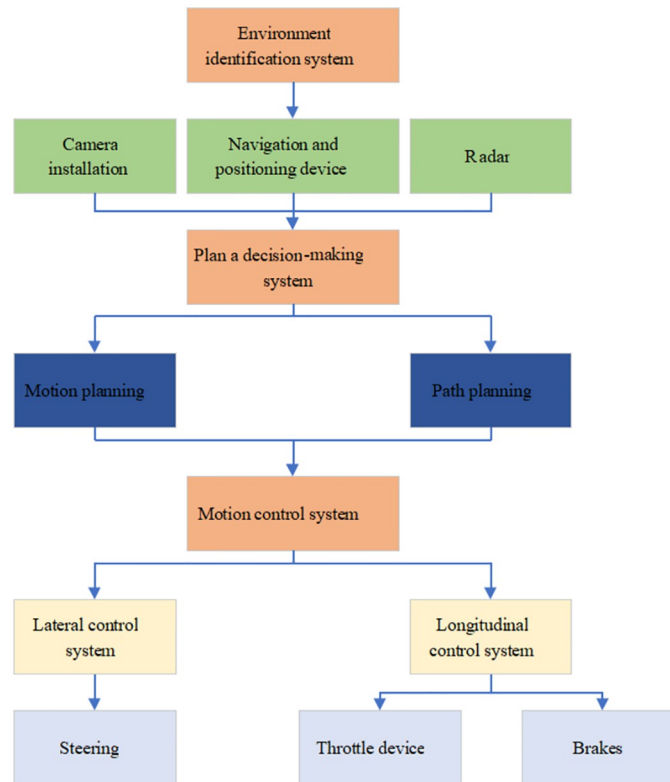 Environment
identification system
Camera
installation
Navigation and
positioning device
Radar
Plan a decision-making
system
Motion planning
Path planning
Motion control system
Lateral control
system
Longitudinal
control system
Steering
Throttle device
Brakes